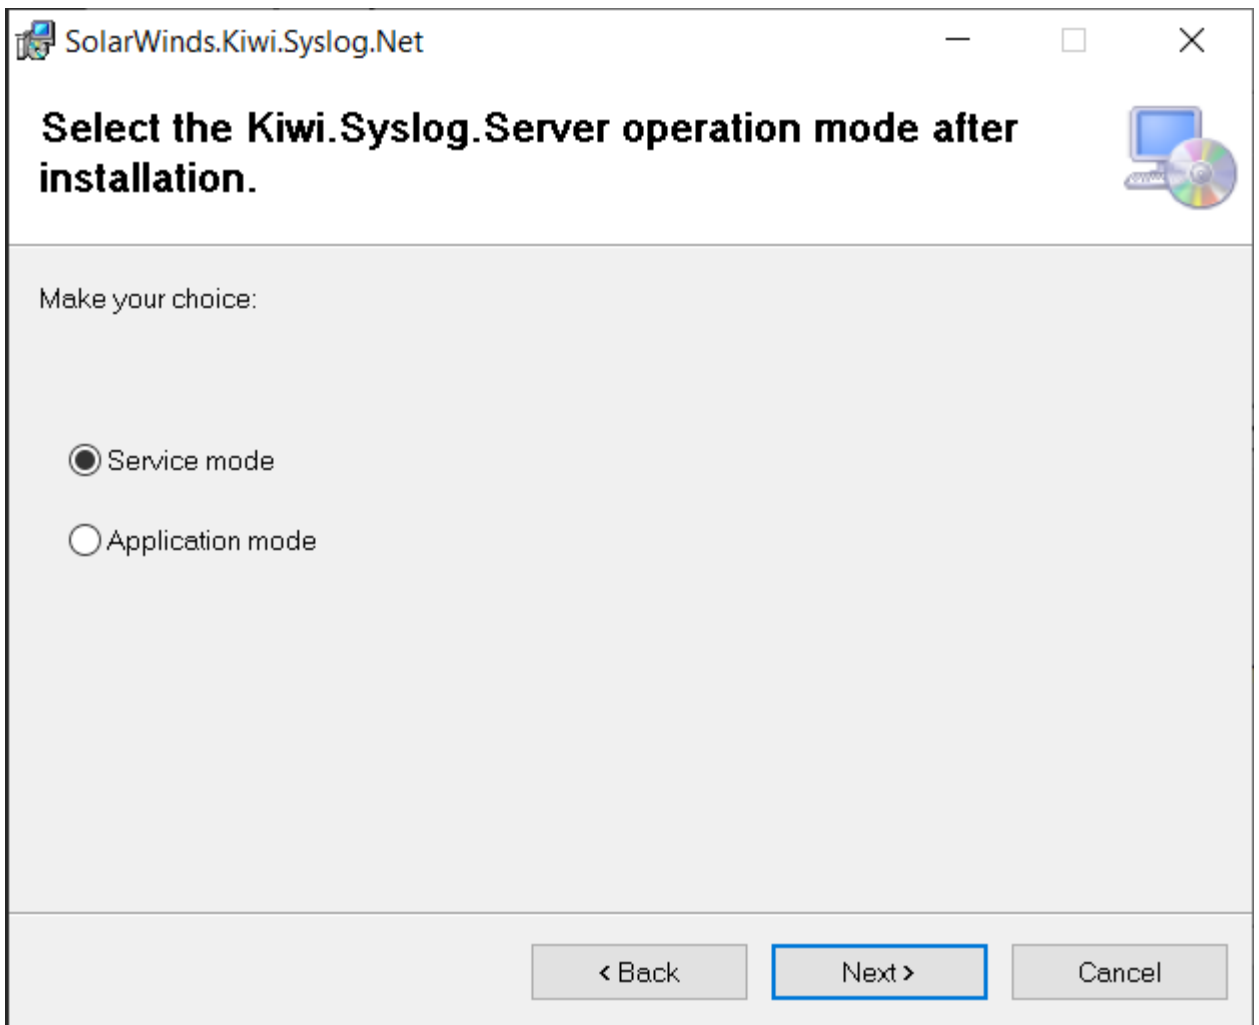 SolarWinds.Kiwi.Syslog.Net
Select the Kiwi.Syslog.Server operation mode after
installation.
Make your choice:
Service mode
Application mode
< Back
Next >
Cancel